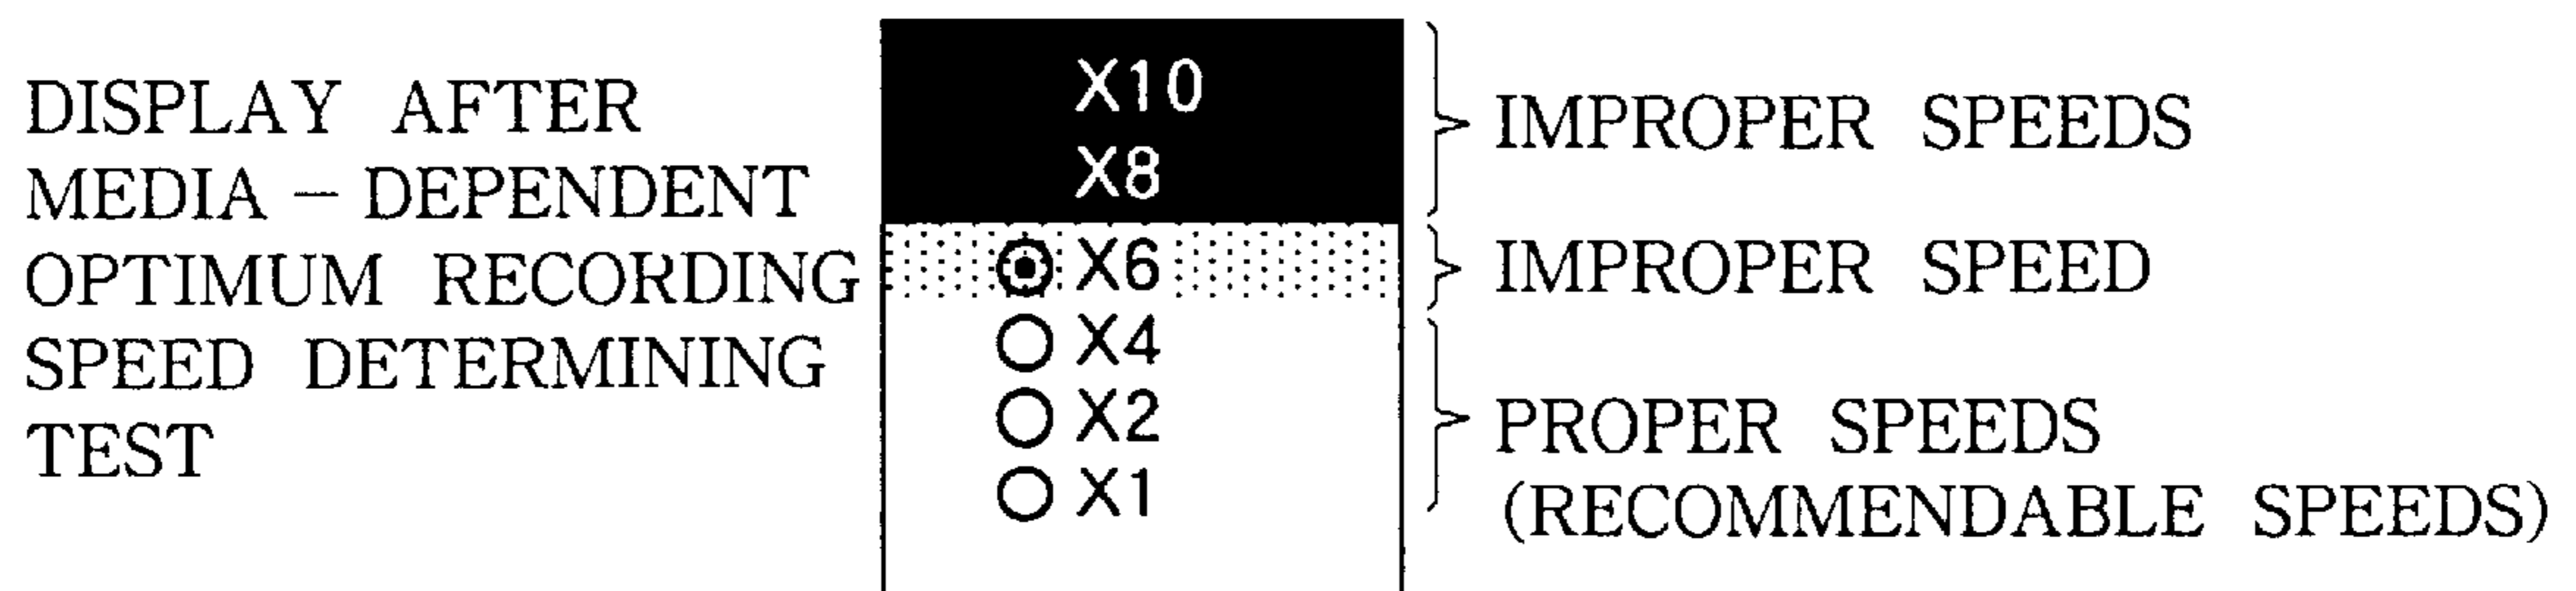 DISPLAY AFTER
MEDIA – DEPENDENT
OPTIMUM RECORDING
SPEED DETERMINING
TEST
X10
X8
X6
X4
X2
X1
IMPROPER SPEEDS
IMPROPER SPEED
PROPER SPEEDS
(RECOMMENDABLE SPEEDS)